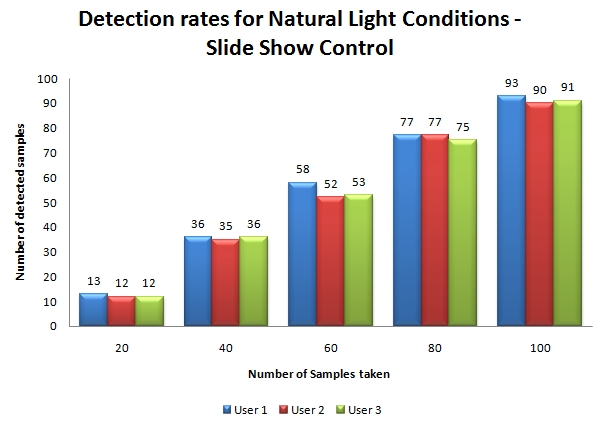 Detection rates for Natural Light Conditions -
Slide Show Control
Number of detected samples
100
90
80
70
60
50
40
30
20
10
0
13 12 12
36 35 36
58 52 53
77 77 75
93 90 91
20 40 60 80 100
Number of Samples taken
User 1 User 2 User 3